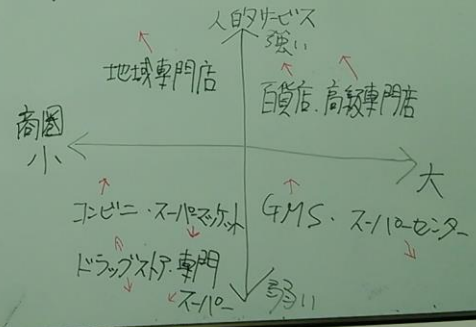 人的サービス
強い
地域専門店
百貨店、高級専門店
商圏
小
大
コンビニ・スーパーマーケット
GMS・スーパーセンター
ドラッグストア・専門
スーパー
弱い